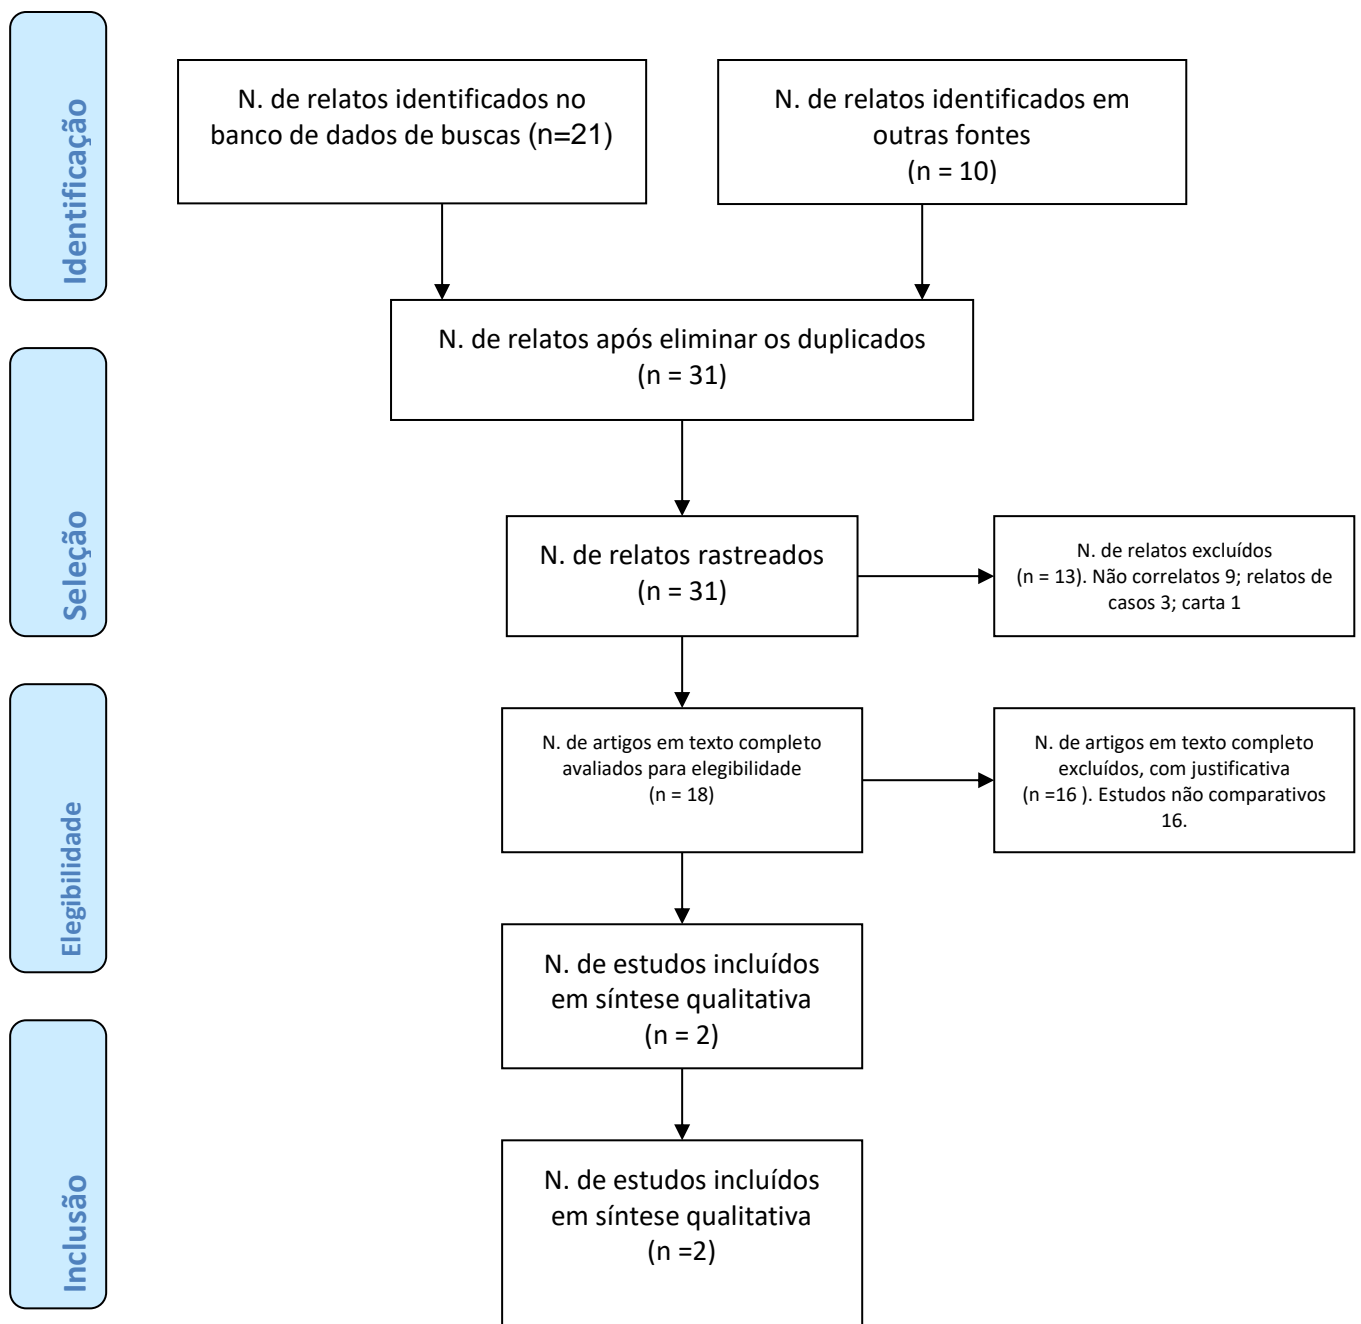 Identificação
N. de relatos identificados no
banco de dados de buscas (n=21)
N. de relatos identificados em
outras fontes
(n = 10)
N. de relatos após eliminar os duplicados
(n = 31)
Seleção
N. de relatos rastreados
(n = 31)
N. de relatos excluídos
(n = 13). Não correlatos 9; relatos de
casos 3; carta 1
Elegibilidade
N. de artigos em texto completo
avaliados para elegibilidade
(n = 18)
N. de artigos em texto completo
excluídos, com justificativa
(n =16 ). Estudos não comparativos
16.
N. de estudos incluídos
em síntese qualitativa
(n = 2)
Inclusão
N. de estudos incluídos
em síntese qualitativa
(n =2)